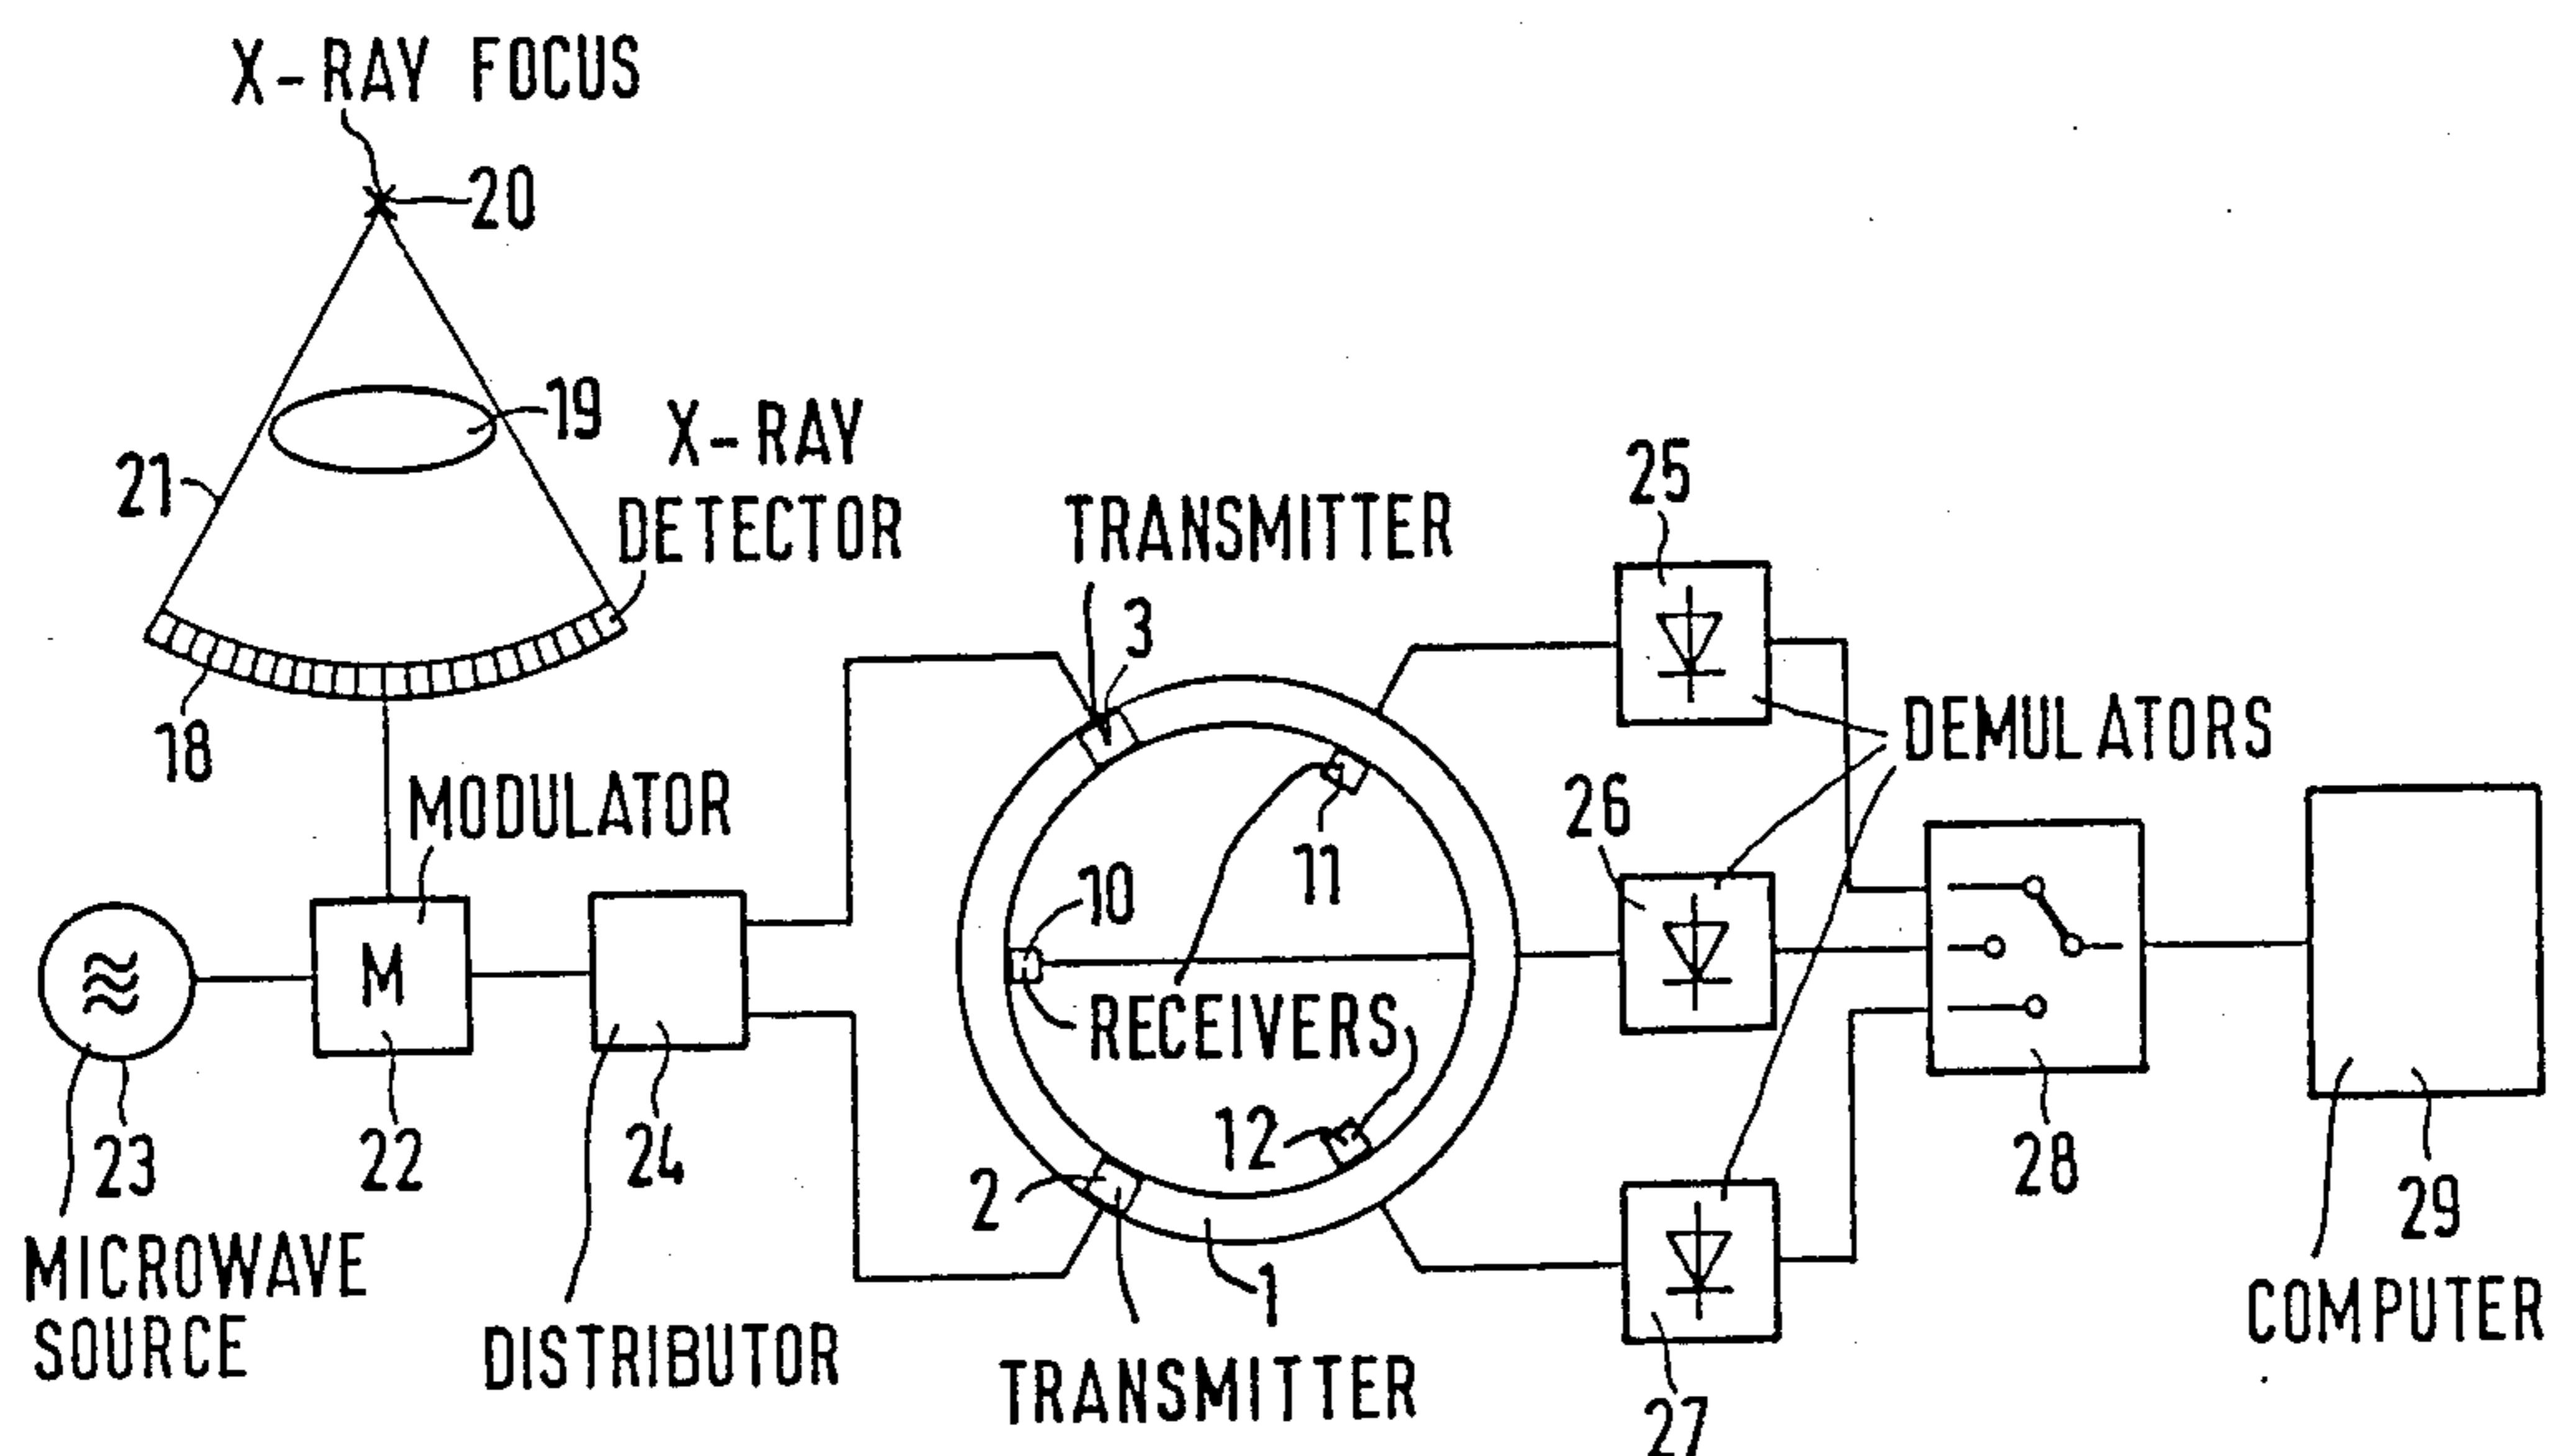 X-RAY FOCUS
20
19
21
X-RAY
DETECTOR
18
TRANSMITTER
3
25
DEMULATORS
MODULATOR
11
26
10
M
RECEIVERS
22
23
24
12
2
1
28
29
27
MICROWAVE
SOURCE
DISTRIBUTOR
TRANSMITTER
COMPUTER